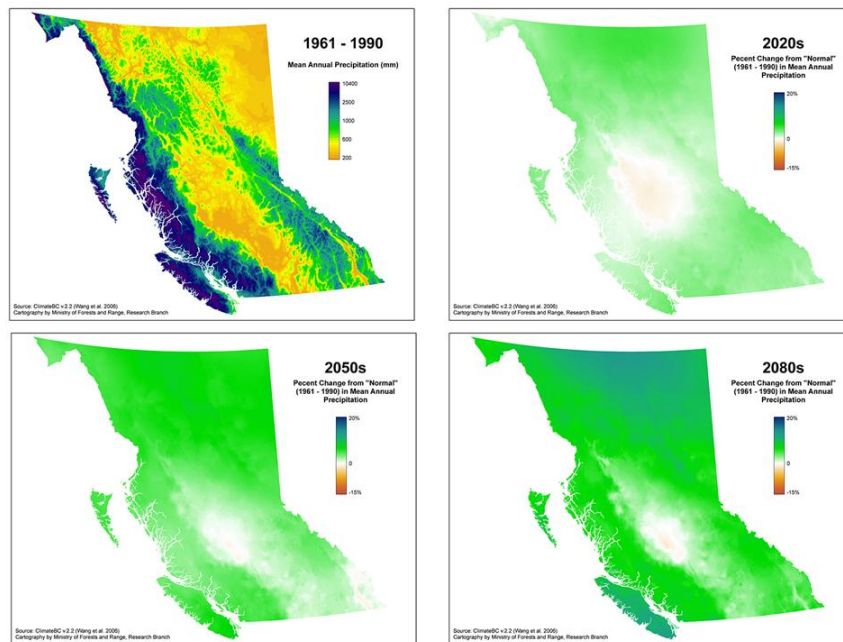 1961 - 1990
Mean Annual Precipitation (mm)
10400
2500
1000
600
200
Source: ClimateBC v.2.2 (Wang et al. 2006)
Cartography by Ministry of Forests and Range, Research Branch
2020s
Pecent Change from "Normal"
(1961 - 1990) in Mean Annual
Precipitation
20%
0
-15%
Source: ClimateBC v.2.2 (Wang et al. 2006)
Cartography by Ministry of Forests and Range, Research Branch
2050s
Pecent Change from "Normal"
(1961 - 1990) in Mean Annual
Precipitation
20%
0
-15%
Source: ClimateBC v.2.2 (Wang et al. 2006)
Cartography by Ministry of Forests and Range, Research Branch
2080s
Pecent Change from "Normal"
(1961 - 1990) in Mean Annual
Precipitation
20%
0
-15%
Source: ClimateBC v.2.2 (Wang et al. 2006)
Cartography by Ministry of Forests and Range, Research Branch